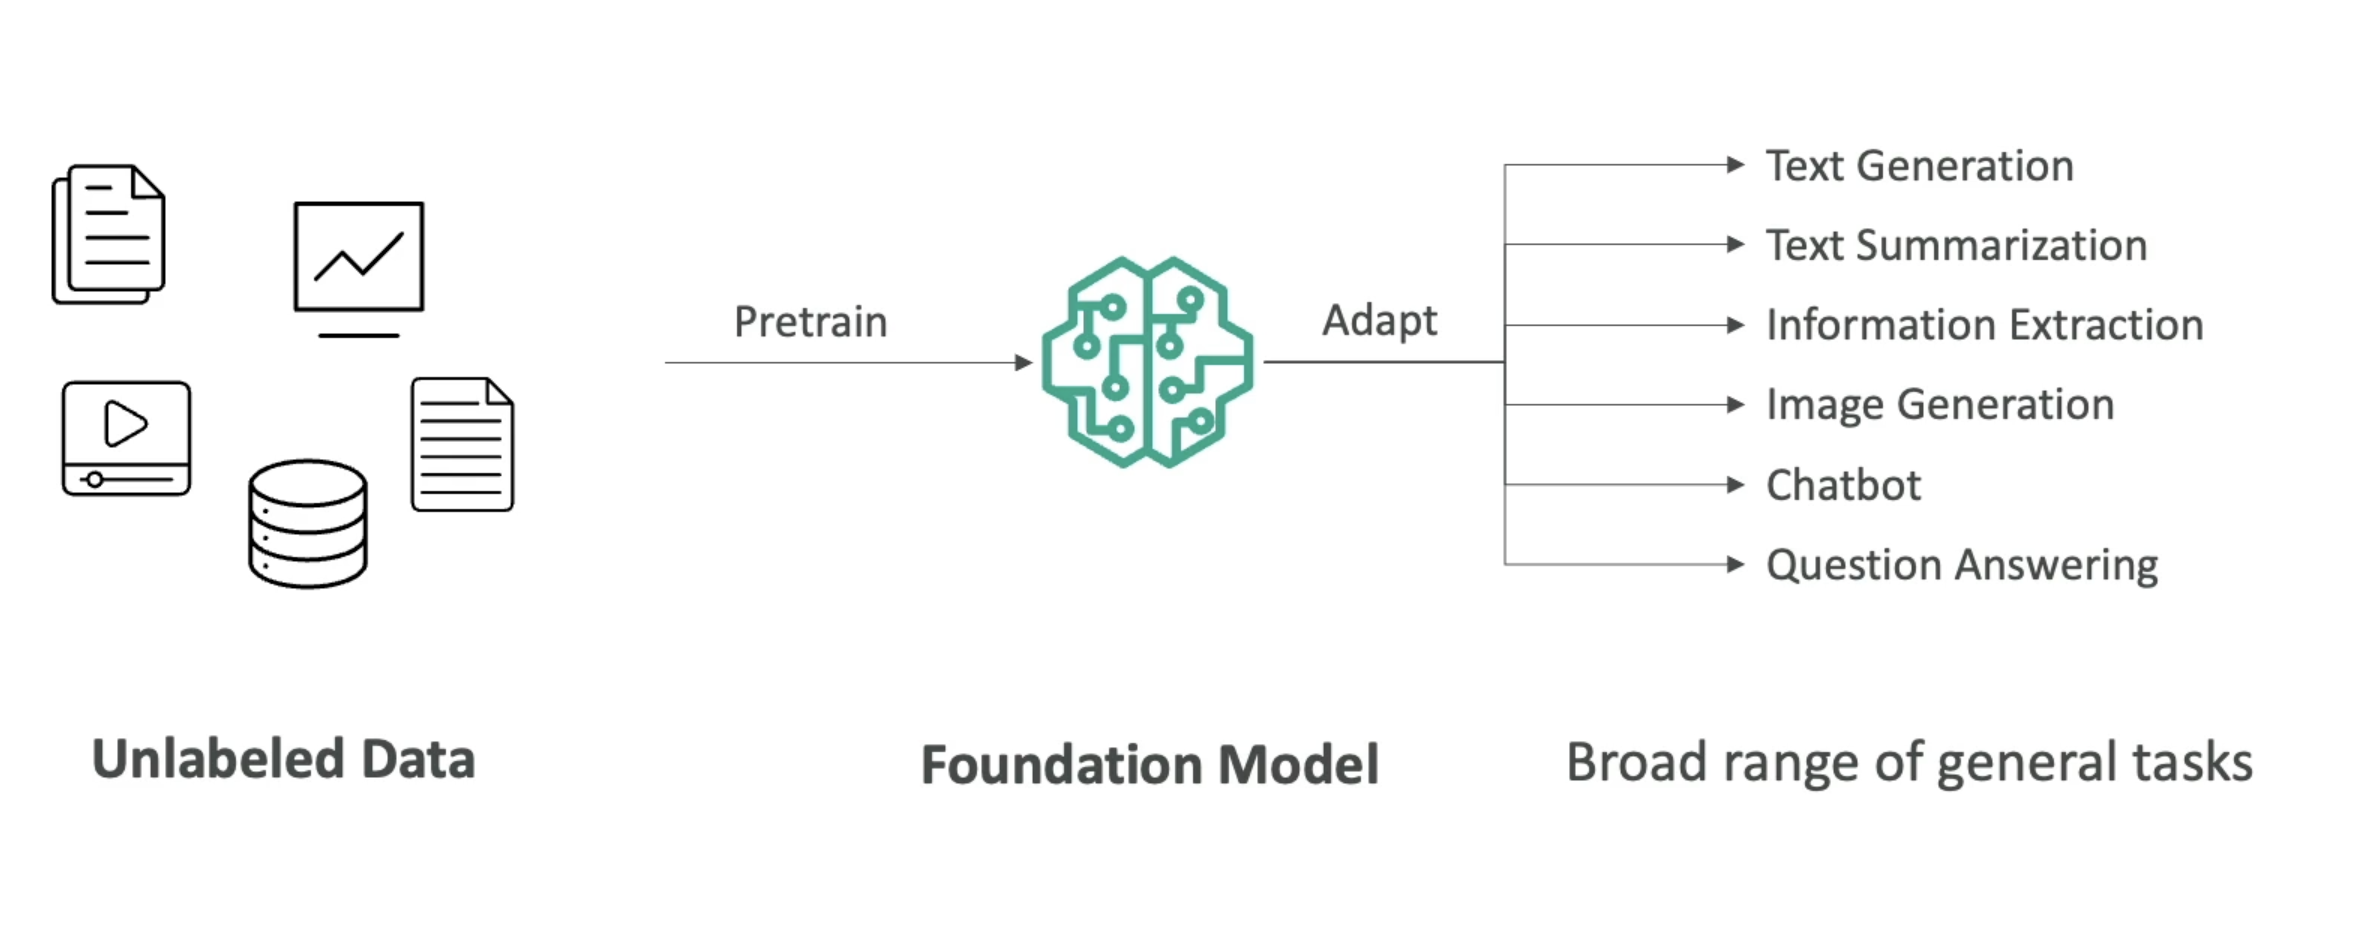 Pretrain
Adapt
Text Generation
Text Summarization
Information Extraction
Image Generation
Chatbot
Question Answering
Unlabeled Data
Foundation Model
Broad range of general tasks